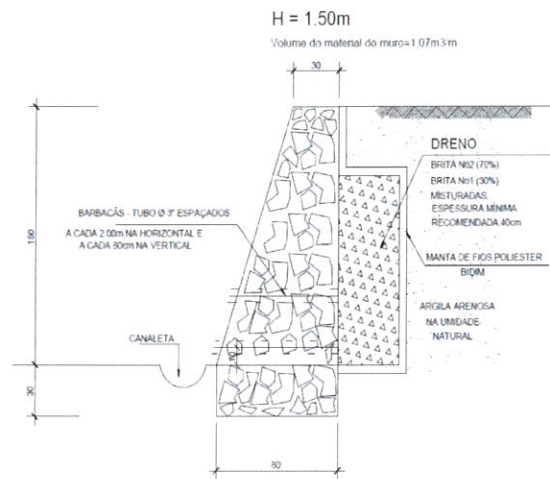 H = 1.50m
Volume do material do muro=1,07m3/m
30
DRENO
BRITA No2 (70%)
BRITA No1 (30%)
MISTURADAS,
ESPESSURA MÍNIMA
RECOMENDADA 40cm
BARBACÃS - TUBO Ø 3" ESPAÇADOS
A CADA 2.00m NA HORIZONTAL E
A CADA 80cm NA VERTICAL
MANTA DE FIOS POLIESTER
BIDIM
ARGILA ARENOSA
NA UMIDADE
NATURAL
CANALETA
30
80